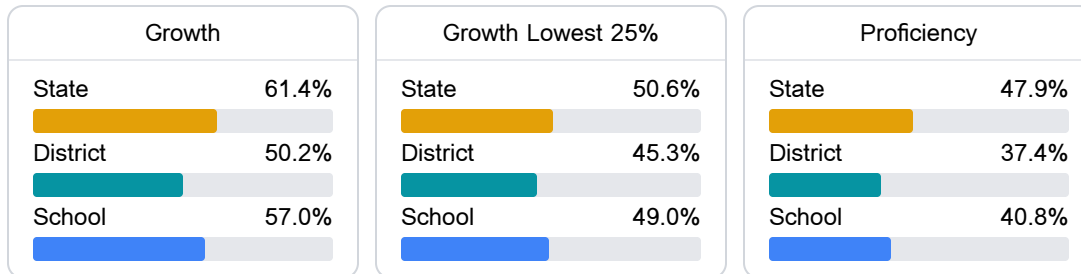 Growth
State 61.4%
District 50.2%
School 57.0%
Growth Lowest 25%
State 50.6%
District 45.3%
School 49.0%
Proficiency
State 47.9%
District 37.4%
School 40.8%